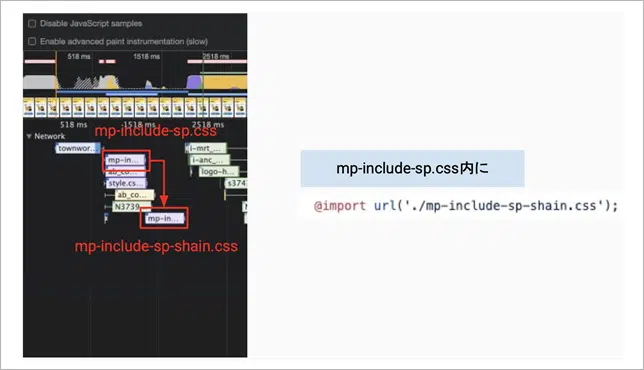 Disable JavaScript samples
Enable advanced paint instrumentation (slow)
518 ms 1518 ms 2518 ms
518 ms 1518 ms 2518 ms
mp-include-sp.css
Network
townwor... i-mrt_...
mp-in... i-anc_...
ab_co... logo-h...
style.cs... s374
ab_co...
N3739...
mp-in...
mp-include-sp-shain.css
mp-include-sp.css内に
@import url('./mp-include-sp-shain.css');